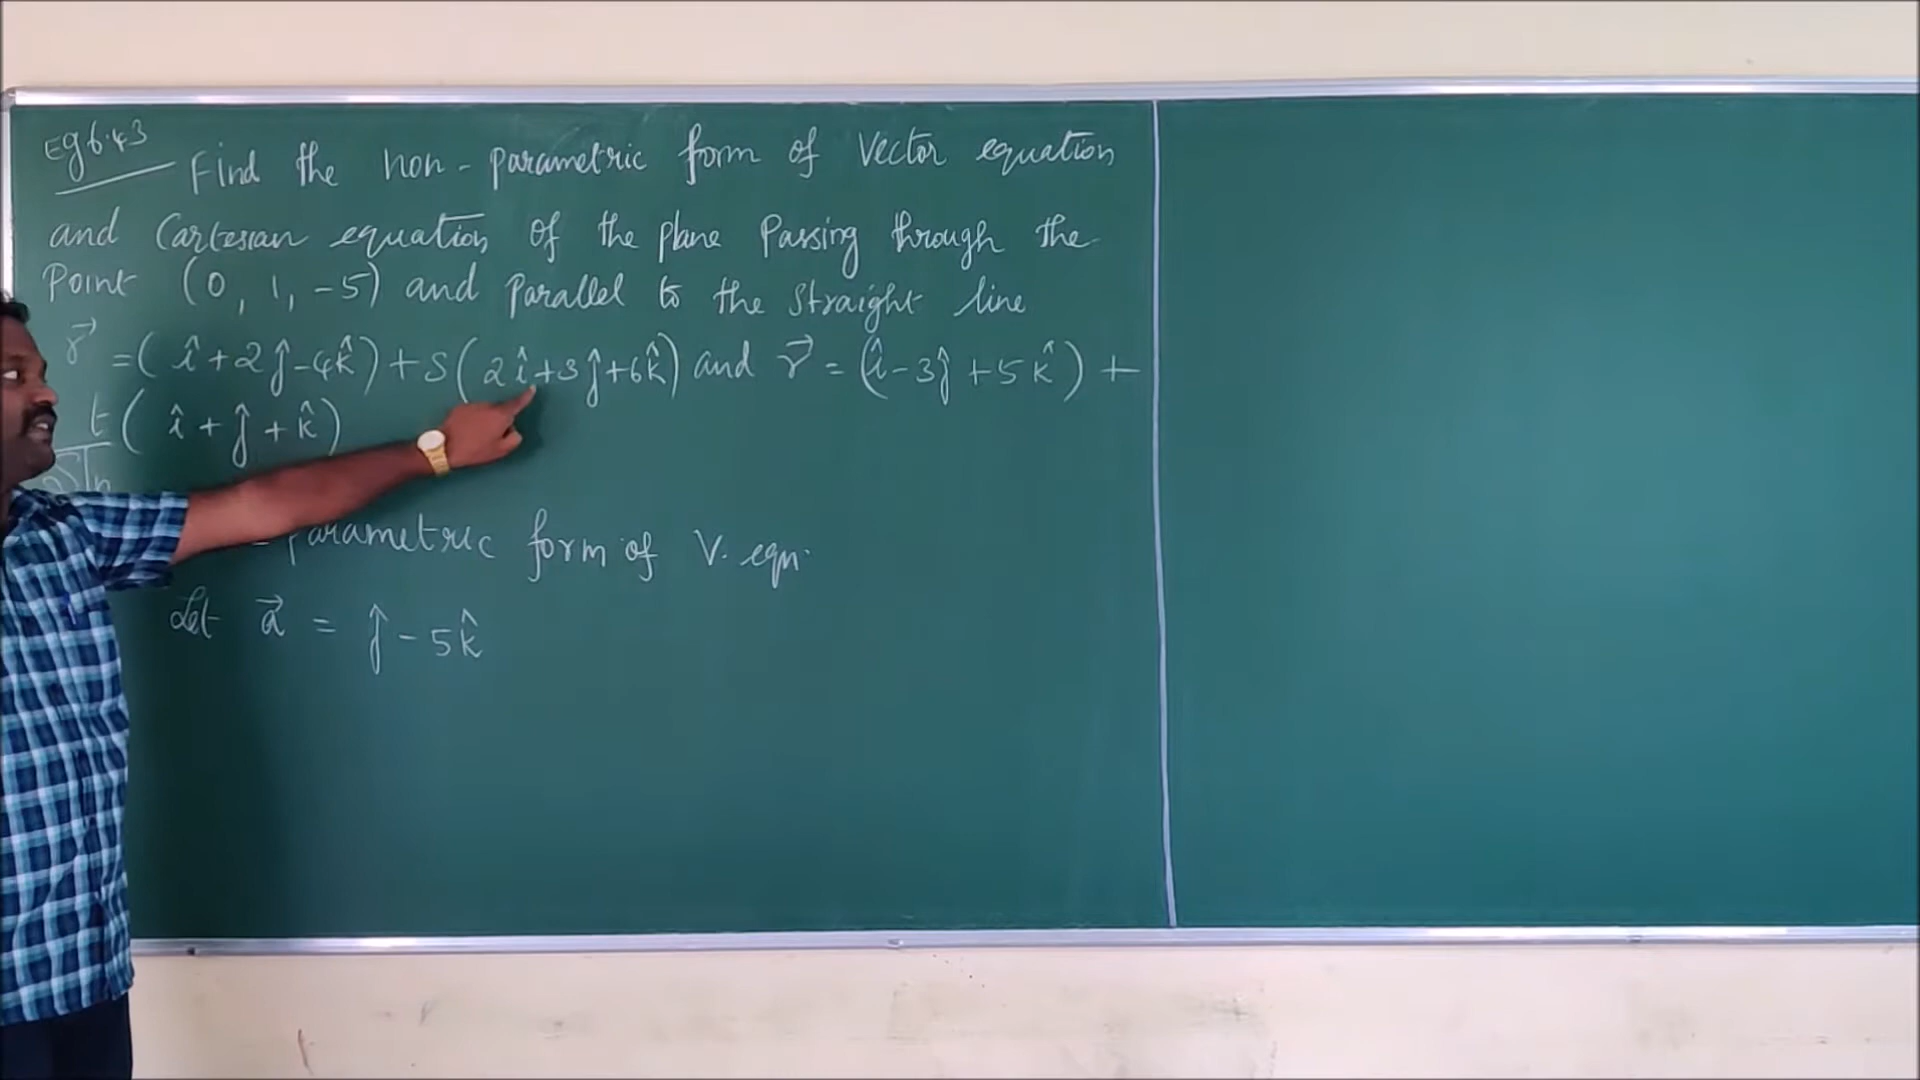 Eg 6.43
Find the non-parametric form of Vector equation
and Cartesian equation of the plane Passing through the
Point (0, 1, -5) and parallel to the straight line
r⃗ = (î + 2ĵ - 4k̂) + S(2î + 3ĵ + 6k̂) and r⃗ = (î - 3ĵ + 5k̂) +
t(î + ĵ + k̂)
Sln
-parametric form of V. eqn.
Let a⃗ = ĵ - 5k̂